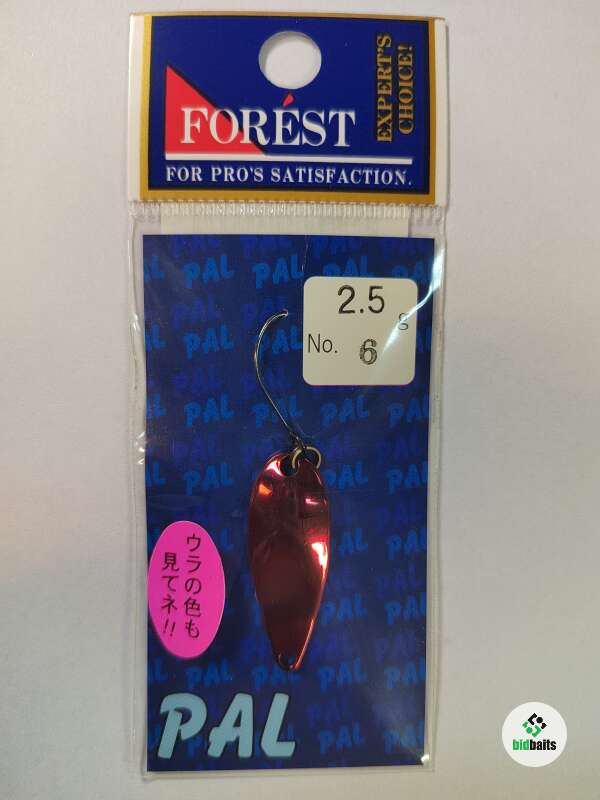 FORÉST
EXPERT'S
CHOICE!
FOR PRO'S SATISFACTION.
PAL
2.5 g
No. 6
ウラの色も
見てネ!!
PAL
bidbaits